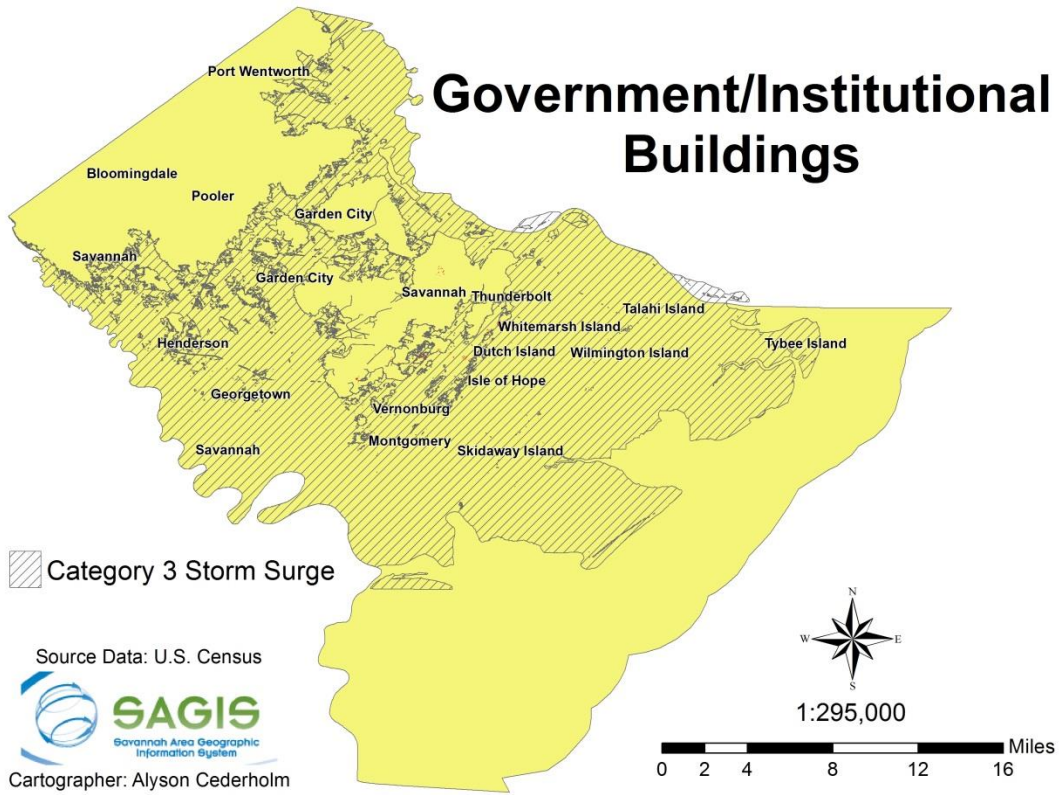 Government/Institutional
Buildings
Port Wentworth
Bloomingdale
Pooler
Garden City
Savannah
Garden City
Savannah
Thunderbolt
Talahi Island
Whitemarsh Island
Henderson
Dutch Island
Wilmington Island
Tybee Island
Isle of Hope
Georgetown
Vernonburg
Montgomery
Savannah
Skidaway Island
Category 3 Storm Surge
Source Data: U.S. Census
SAGIS
Savannah Area Geographic
Information System
Cartographer: Alyson Cederholm
N
W
E
S
1:295,000
Miles
0 2 4 8 12 16